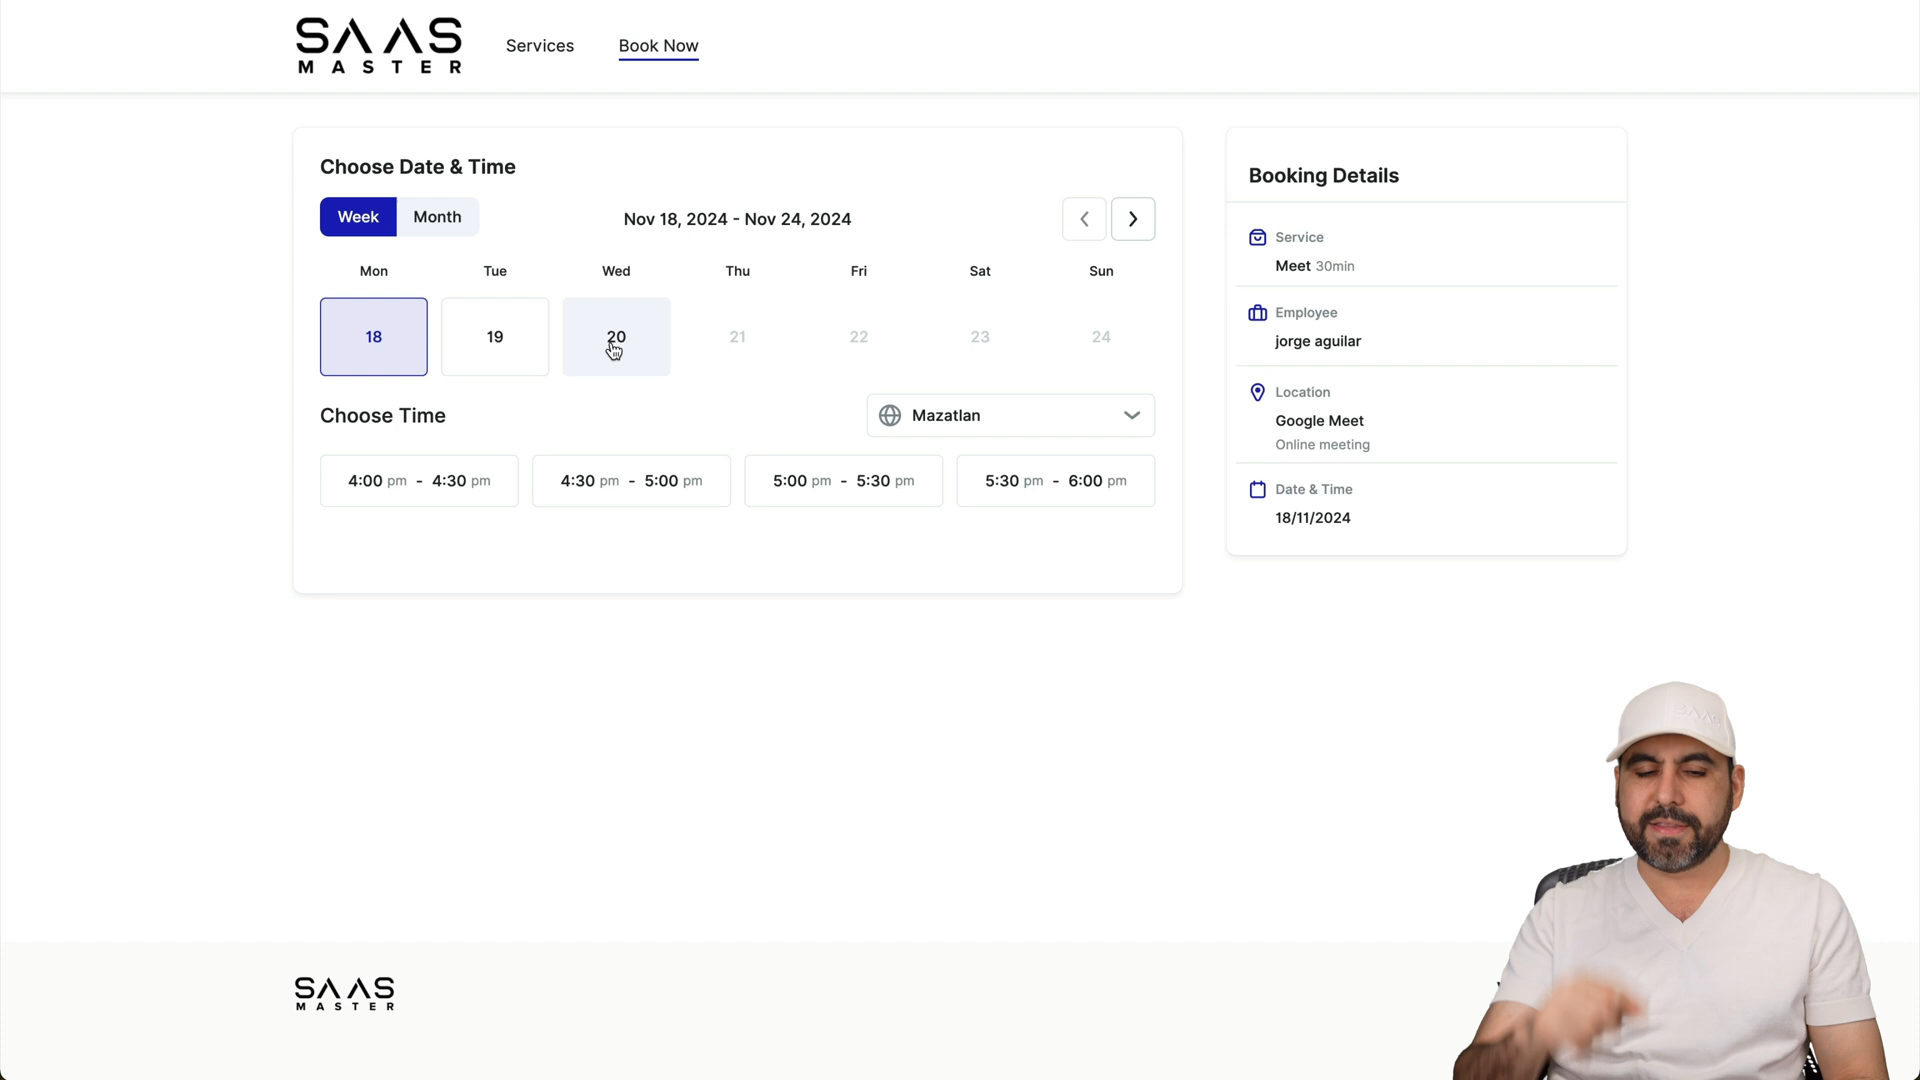 SAAS
MASTER
Services
Book Now
Choose Date & Time
Week
Month
Nov 18, 2024 - Nov 24, 2024
Mon
Tue
Wed
Thu
Fri
Sat
Sun
18
19
20
21
22
23
24
Choose Time
Mazatlan
4:00 pm - 4:30 pm
4:30 pm - 5:00 pm
5:00 pm - 5:30 pm
5:30 pm - 6:00 pm
Booking Details
Service
Meet 30min
Employee
jorge aguilar
Location
Google Meet
Online meeting
Date & Time
18/11/2024
SAAS
SAAS
MASTER